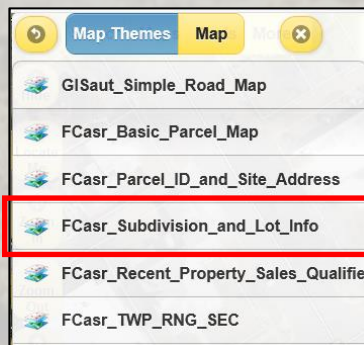 Map Themes Map
GISaut_Simple_Road_Map
FCasr_Basic_Parcel_Map
FCasr_Parcel_ID_and_Site_Address
FCasr_Subdivision_and_Lot_Info
FCasr_Recent_Property_Sales_Qualifie
FCasr_TWP_RNG_SEC